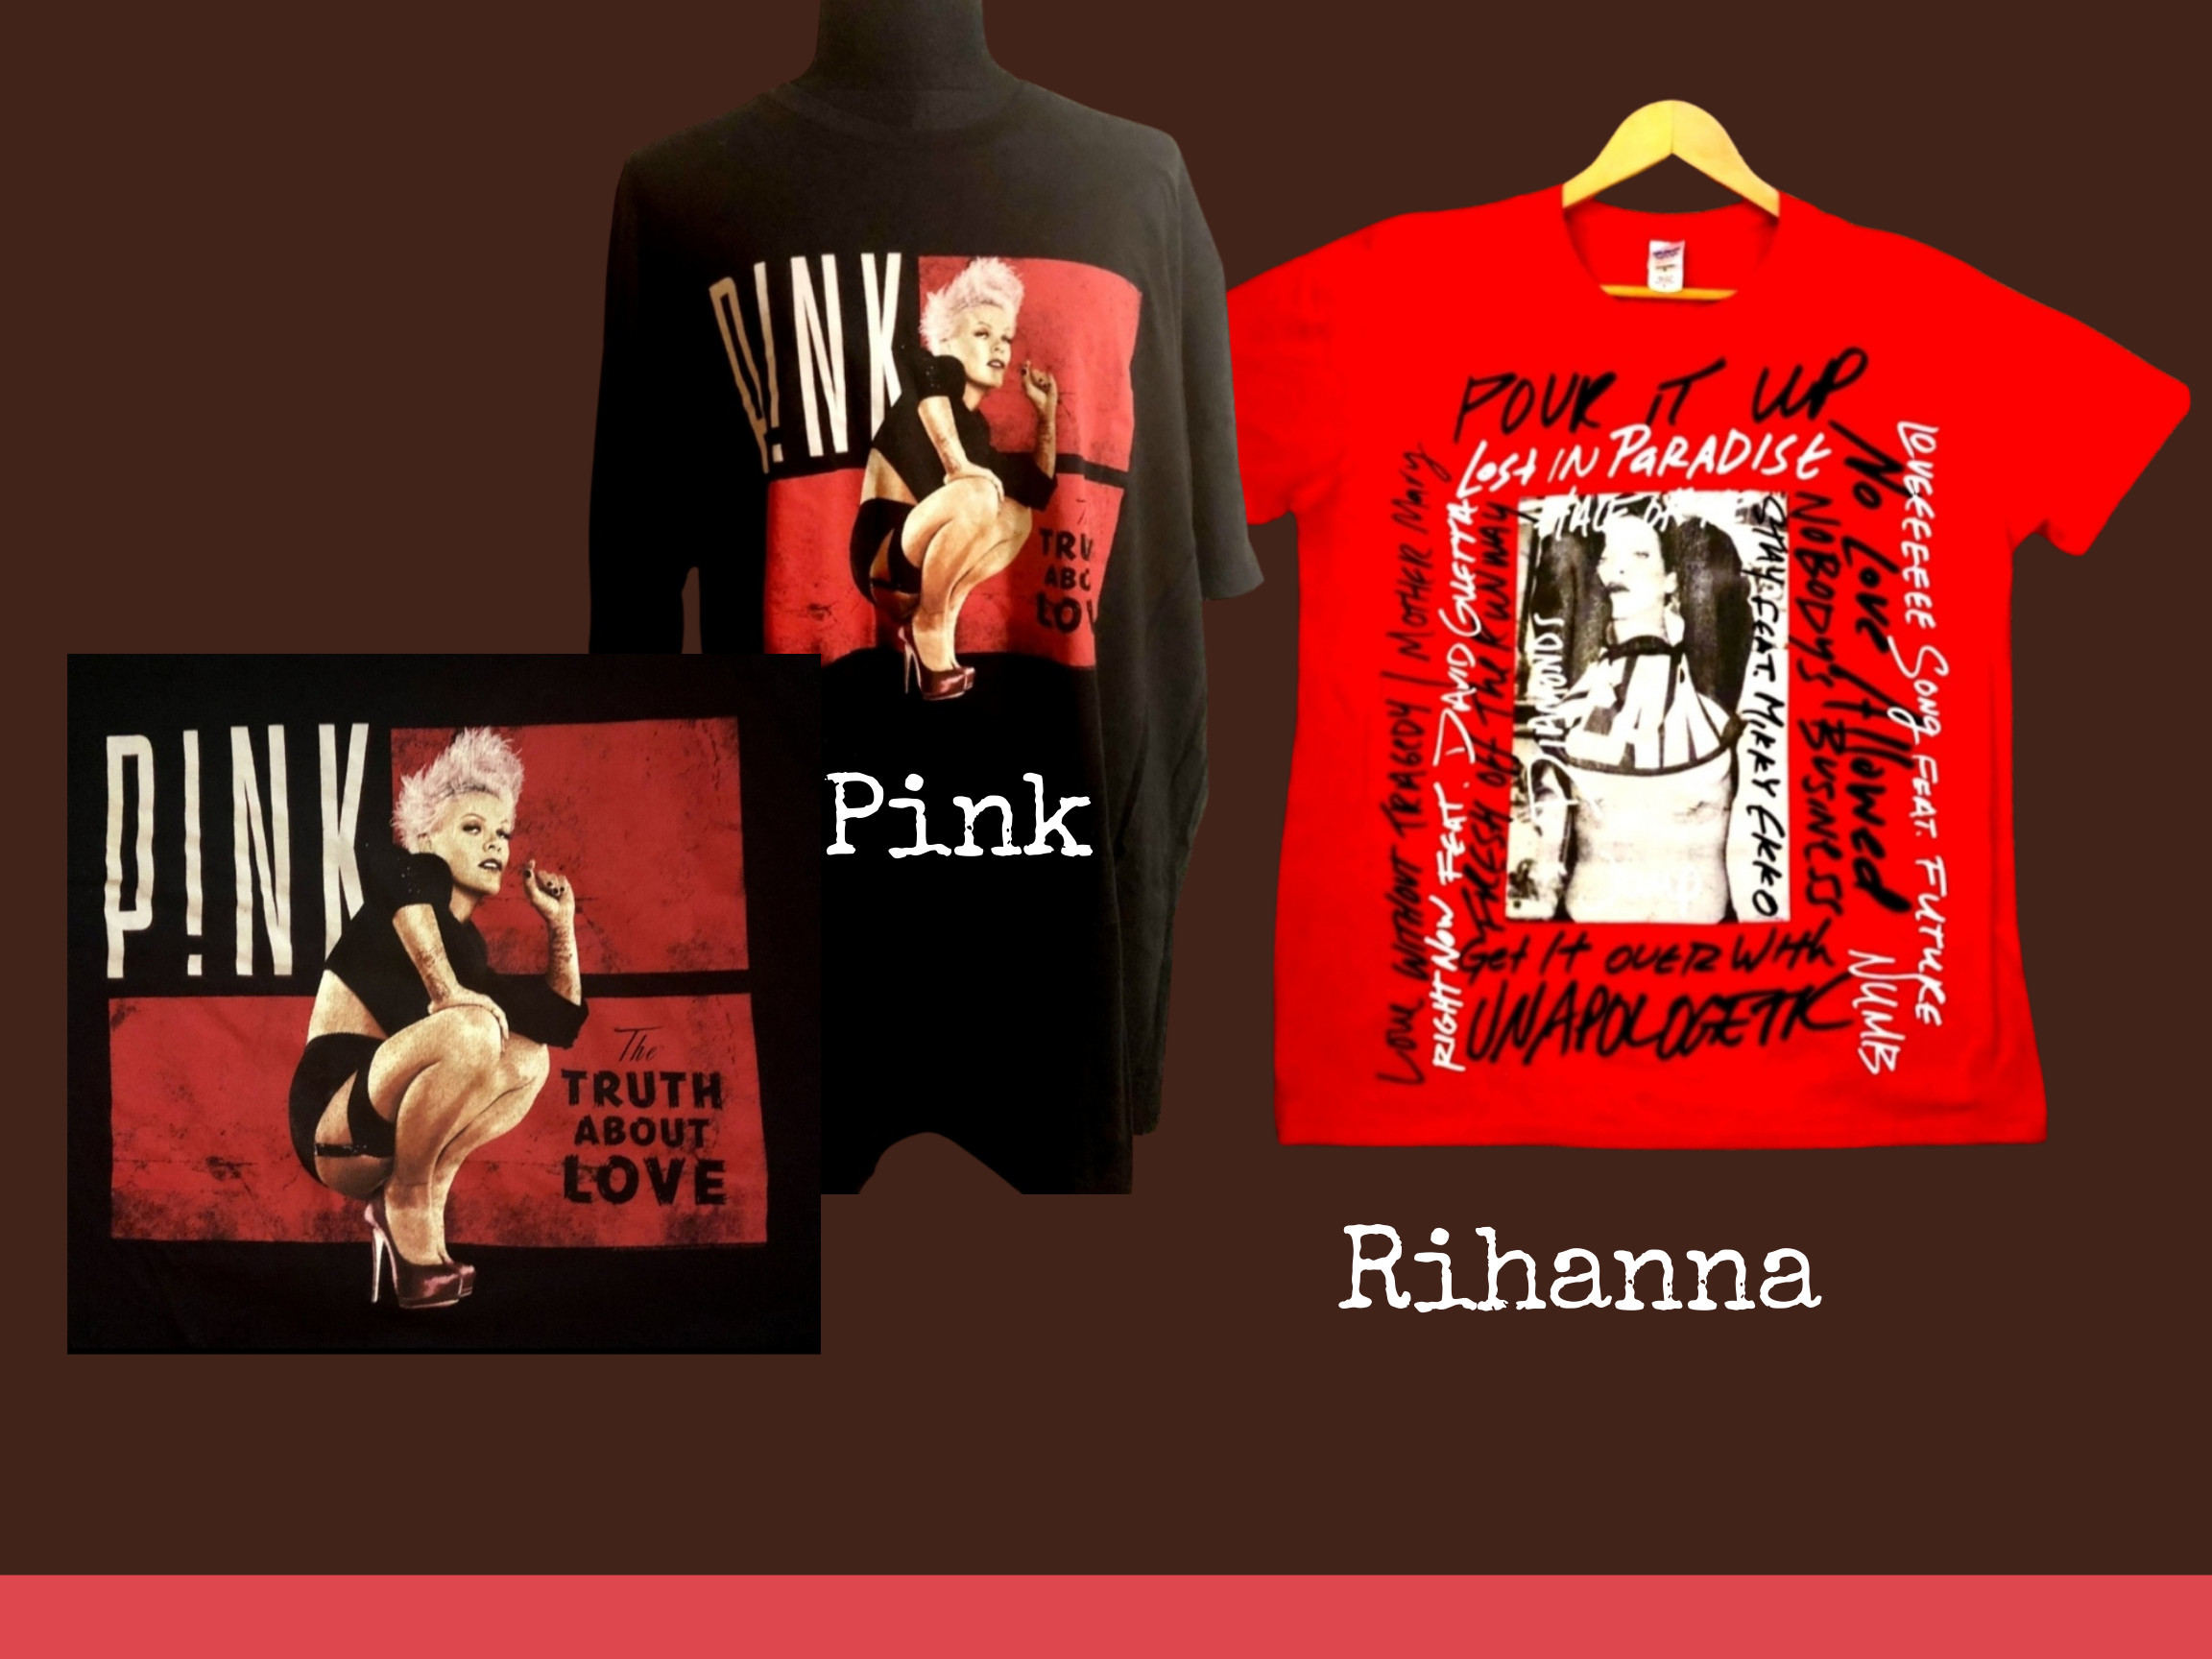 P!NK
TRU
ABO
LOV
Pink
P!NK
The
TRUTH
ABOUT
LOVE
POUR IT UP
Lost IN PARADISE
Love WITHOUT TRAGEDY / MOTHER Mary
RIGHT NOW FEAT. DAVID GUETTA
FRESH OFF The RUNWAY
DIAMONDS
STAY FEAT MIKKY EKKO
NOBODY'S BUSINESS
No Love Allowed
LOVEEEEEEE SONG FEAT. FUTURE
NUMB
Get It OVER WITH
UNAPOLOGETIC
Rihanna